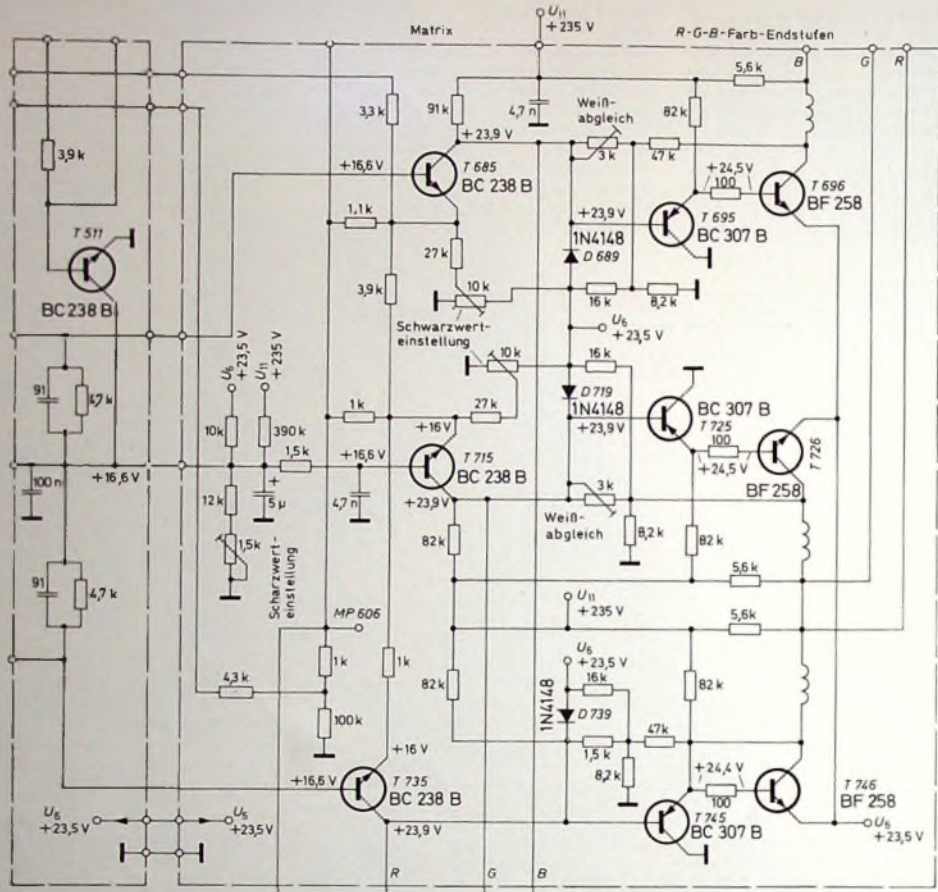 Matrix
U₁₁
+235 V
R-G-B-Farb-Endstufen
B
G
R
3,9 k
T 511
BC 238 B
3,3 k
91 k
4,7 n
+23,9 V
+16,6 V
T 685
BC 238 B
1,1 k
27 k
3,9 k
10 k
Schwarzwert-
einstellung
Weiß-
abgleich
3 k
47 k
82 k
5,6 k
+24,5 V
100
T 696
BF 258
+23,9 V
T 695
BC 307 B
1N4148
D 689
16 k
8,2 k
U₆
+23,5 V
10 k
16 k
D 719
1N4148
+23,9 V
BC 307 B
T 725
100
+24,5 V
T 726
BF 258
91
4,7 k
100 n
+16,6 V
91
4,7 k
U₆
+23,5 V
U₁₁
+235 V
10 k
390 k
1,5 k
12 k
+
5 µ
1,5 k
Scharzwert-
einstellung
4,7 n
1 k
27 k
+16 V
+16,6 V
T 715
BC 238 B
+23,9 V
3 k
Weiß-
abgleich
8,2 k
82 k
82 k
5,6 k
U₁₁
+235 V
5,6 k
MP 606
1 k
1 k
4,3 k
100 k
82 k
U₆
+23,5 V
16 k
1N4148
D 739
1,5 k
8,2 k
47 k
82 k
+24,4 V
100
T 746
BF 258
+16 V
+16,6 V
T 735
BC 238 B
+23,9 V
T 745
BC 307 B
U₆
+23,5 V
U₆
+23,5 V
U₆
+23,5 V
R
G
B